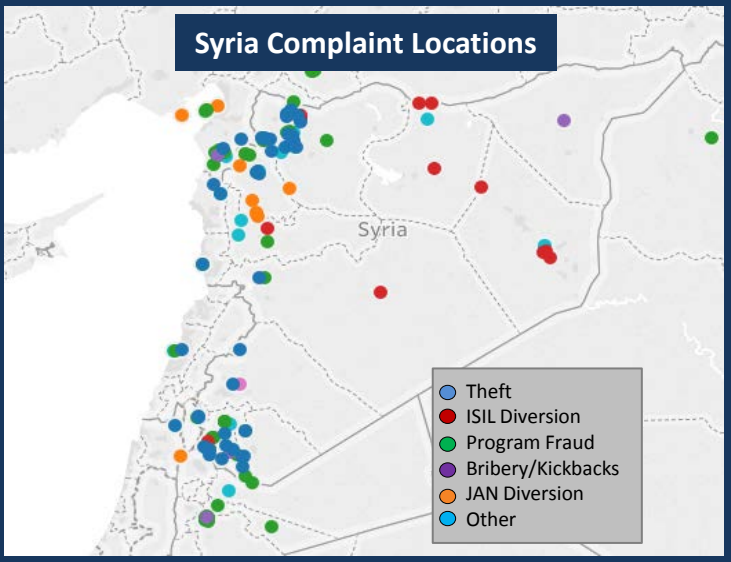 Syria Complaint Locations
Syria
Theft
ISIL Diversion
Program Fraud
Bribery/Kickbacks
JAN Diversion
Other